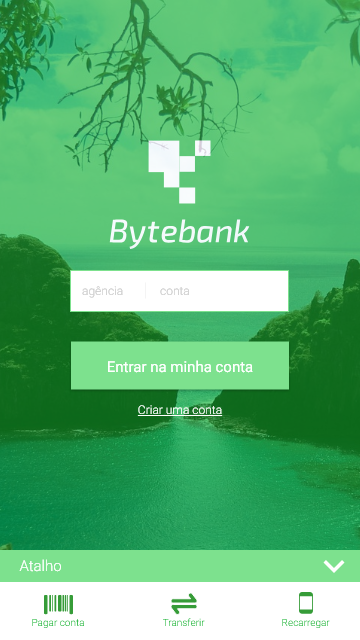 Bytebank
agência conta
Entrar na minha conta
Criar uma conta
Atalho
Pagar conta Transferir Recarregar